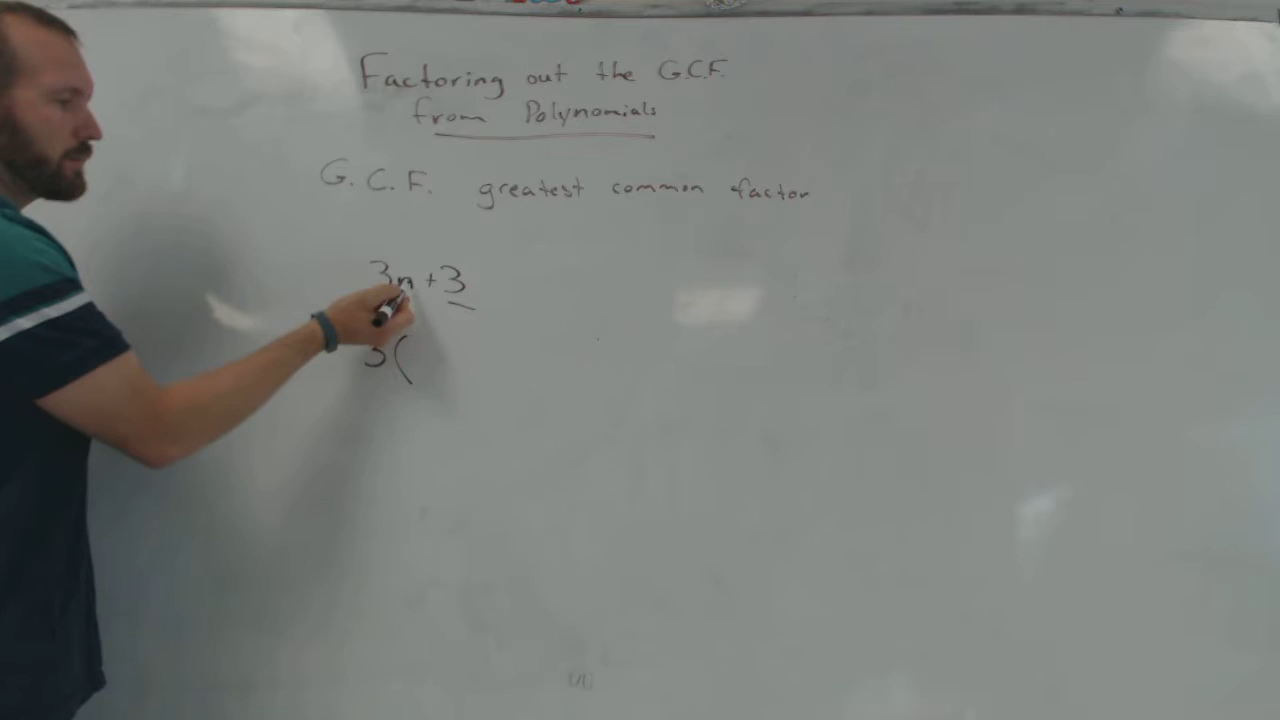 Factoring out the G.C.F.
from Polynomials
G.C.F. greatest common factor
3n + 3
3(